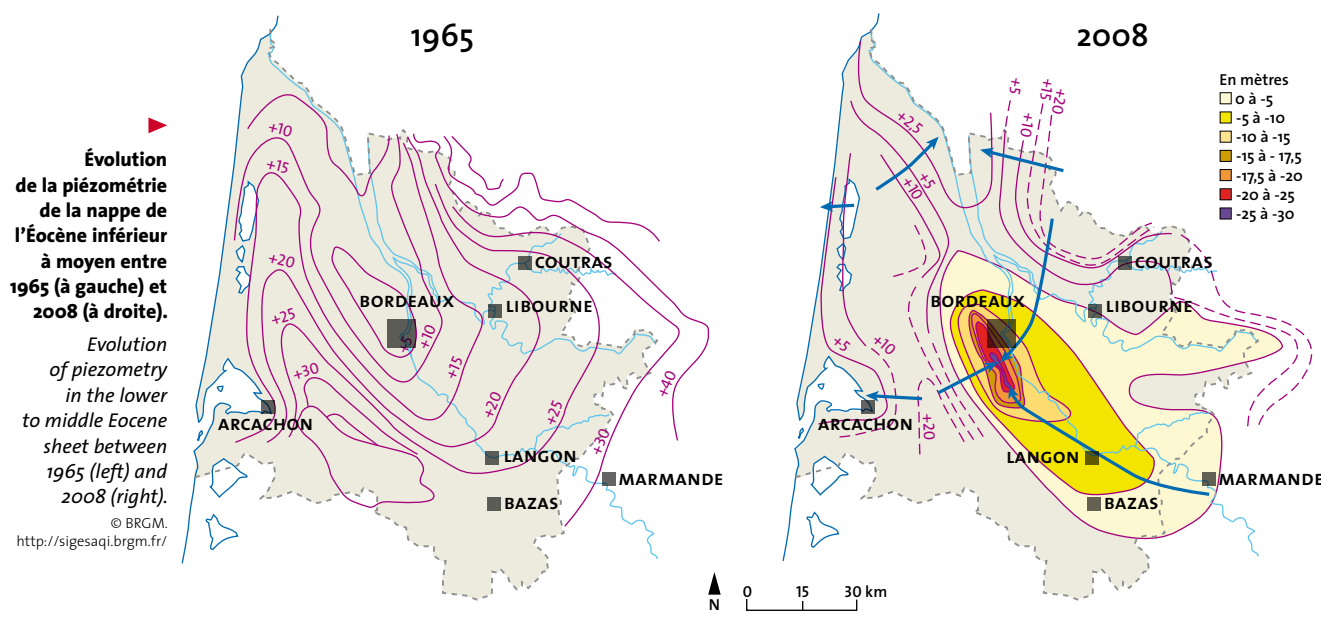 1965
2008
Évolution
de la piézométrie
de la nappe de
l'Éocène inférieur
à moyen entre
1965 (à gauche) et
2008 (à droite).
Evolution
of piezometry
in the lower
to middle Eocene
sheet between
1965 (left) and
2008 (right).
© BRGM.
http://sigesaqi.brgm.fr/
+10
+15
+20
+25
+30
+5
+10
+15
+20
+25
+30
+40
COUTRAS
BORDEAUX
LIBOURNE
ARCACHON
LANGON
MARMANDE
BAZAS
+2,5
+5
+10
+5
+10
+15
+20
+5
+10
+20
COUTRAS
BORDEAUX
LIBOURNE
ARCACHON
LANGON
MARMANDE
BAZAS
En mètres
0 à -5
-5 à -10
-10 à -15
-15 à - 17,5
-17,5 à -20
-20 à -25
-25 à -30
N
0 15 30 km